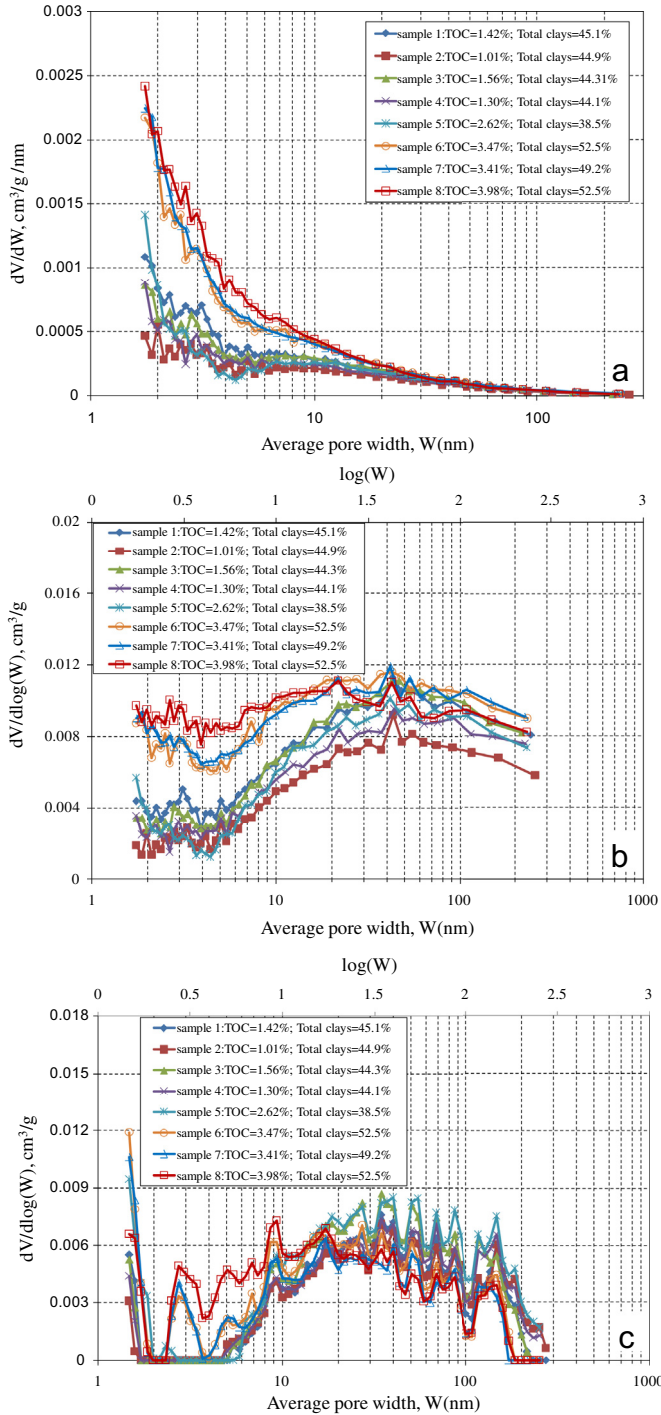 0.003
0.0025
0.002
0.0015
0.001
0.0005
0
dV/dW, cm³/g /nm
sample 1:TOC=1.42%; Total clays=45.1%
sample 2:TOC=1.01%; Total clays=44.9%
sample 3:TOC=1.56%; Total clays=44.31%
sample 4:TOC=1.30%; Total clays=44.1%
sample 5:TOC=2.62%; Total clays=38.5%
sample 6:TOC=3.47%; Total clays=52.5%
sample 7:TOC=3.41%; Total clays=49.2%
sample 8:TOC=3.98%; Total clays=52.5%
a
1 10 100
Average pore width, W(nm)
log(W)
0 0.5 1 1.5 2 2.5 3
0.02
0.016
0.012
0.008
0.004
0
dV/dlog(W), cm³/g
sample 1:TOC=1.42%; Total clays=45.1%
sample 2:TOC=1.01%; Total clays=44.9%
sample 3:TOC=1.56%; Total clays=44.3%
sample 4:TOC=1.30%; Total clays=44.1%
sample 5:TOC=2.62%; Total clays=38.5%
sample 6:TOC=3.47%; Total clays=52.5%
sample 7:TOC=3.41%; Total clays=49.2%
sample 8:TOC=3.98%; Total clays=52.5%
b
1 10 100 1000
Average pore width, W(nm)
log(W)
0 0.5 1 1.5 2 2.5 3
0.018
0.015
0.012
0.009
0.006
0.003
0.000
dV/dlog(W), cm³/g
sample 1:TOC=1.42%; Total clays=45.1%
sample 2:TOC=1.01%; Total clays=44.9%
sample 3:TOC=1.56%; Total clays=44.3%
sample 4:TOC=1.30%; Total clays=44.1%
sample 5:TOC=2.62%; Total clays=38.5%
sample 6:TOC=3.47%; Total clays=52.5%
sample 7:TOC=3.41%; Total clays=49.2%
sample 8:TOC=3.98%; Total clays=52.5%
c
1 10 100 1000
Average pore width, W(nm)